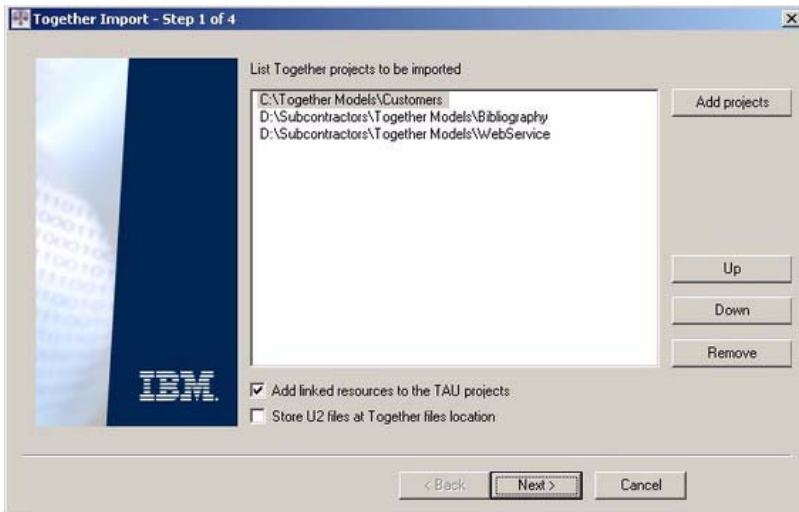 Together Import - Step 1 of 4
List Together projects to be imported
C:\Together Models\Customers
D:\Subcontractors\Together Models\Bibliography
D:\Subcontractors\Together Models\WebService
Add projects
Up
Down
Remove
IBM.
Add linked resources to the TAU projects
Store U2 files at Together files location
< Back
Next >
Cancel